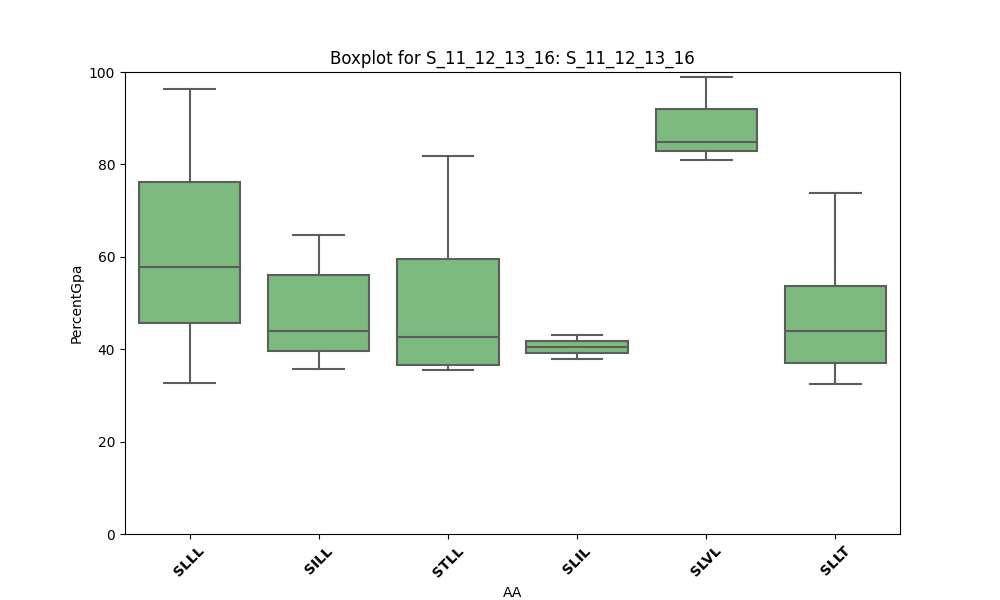 Boxplot for S_11_12_13_16: S_11_12_13_16
100
80
60
40
20
0
PercentGpa
SLLL
SILL
STLL
SLIL
SLVL
SLLT
AA